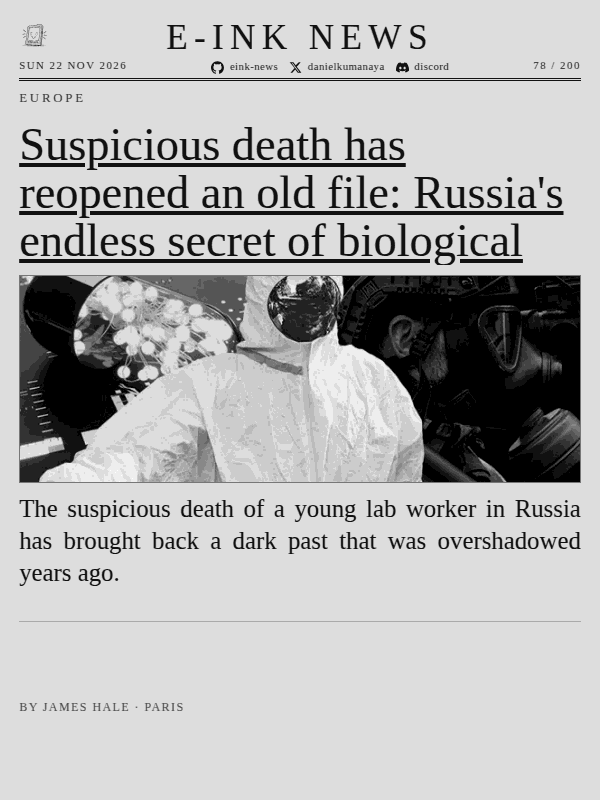 E-INK NEWS
SUN 22 NOV 2026
eink-news danielkumanaya discord
78 / 200
EUROPE
Suspicious death has
reopened an old file: Russia's
endless secret of biological
The suspicious death of a young lab worker in Russia
has brought back a dark past that was overshadowed
years ago.
BY JAMES HALE · PARIS